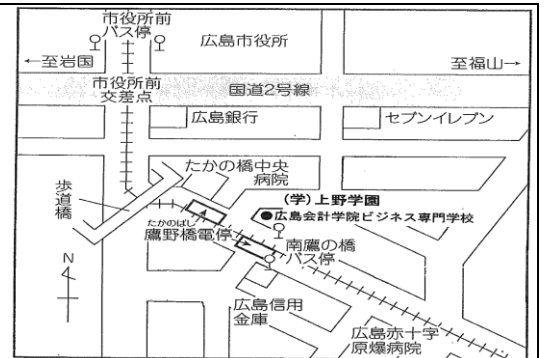 市役所前
バス停
広島市役所
←至岩国
至福山→
市役所前
交差点
国道2号線
広島銀行
セブンイレブン
たかの橋中央
病院
歩道橋
(学)上野学園
●広島会計学院ビジネス専門学校
たかのばし
鷹野橋電停
南鷹の橋
バス停
N
広島信用
金庫
広島赤十字
原爆病院